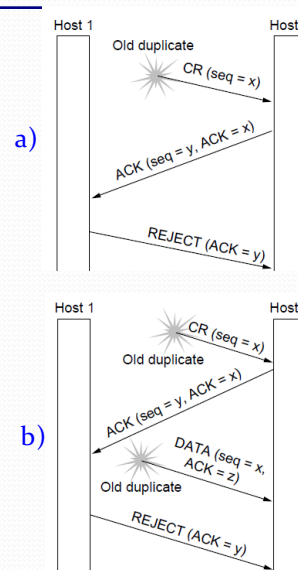 Host 1
Host
Old duplicate
CR (seq = x)
a)
ACK (seq = y, ACK = x)
REJECT (ACK = y)
Host 1
Host
CR (seq = x)
Old duplicate
ACK (seq = y, ACK = x)
b)
DATA (seq = x,
ACK = z)
Old duplicate
REJECT (ACK = y)